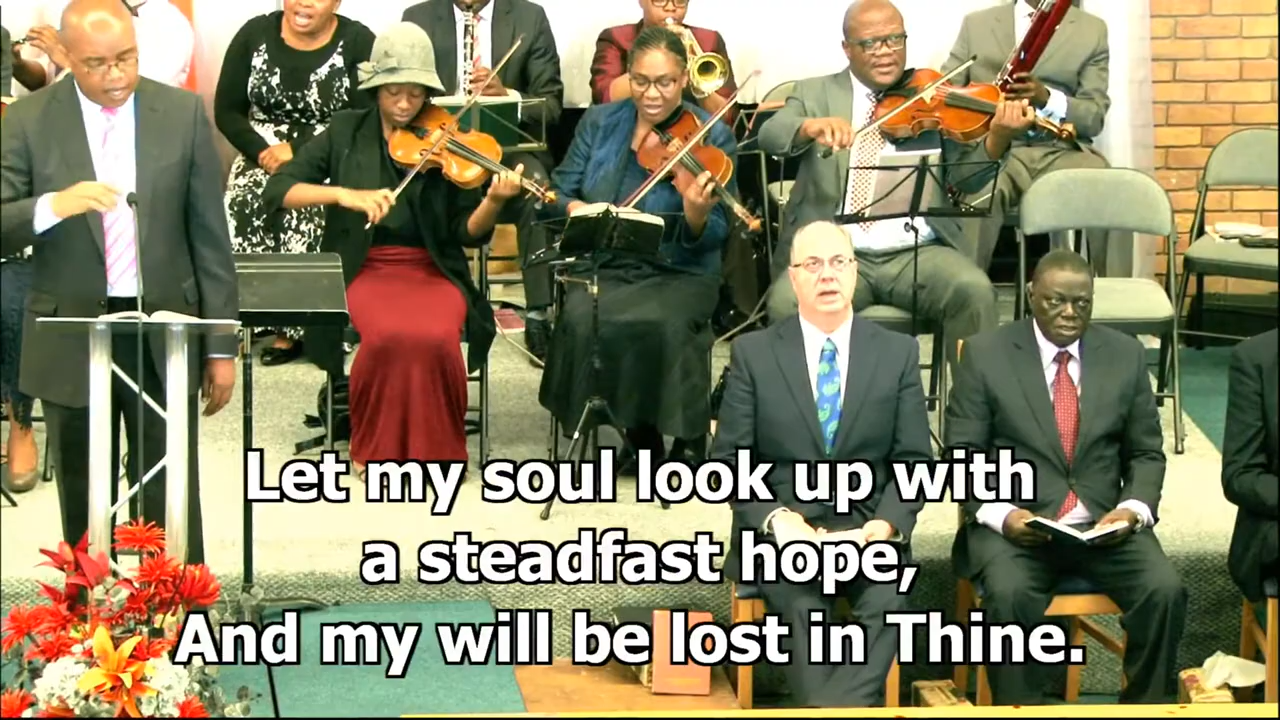 Let my soul look up with
a steadfast hope,
And my will be lost in Thine.